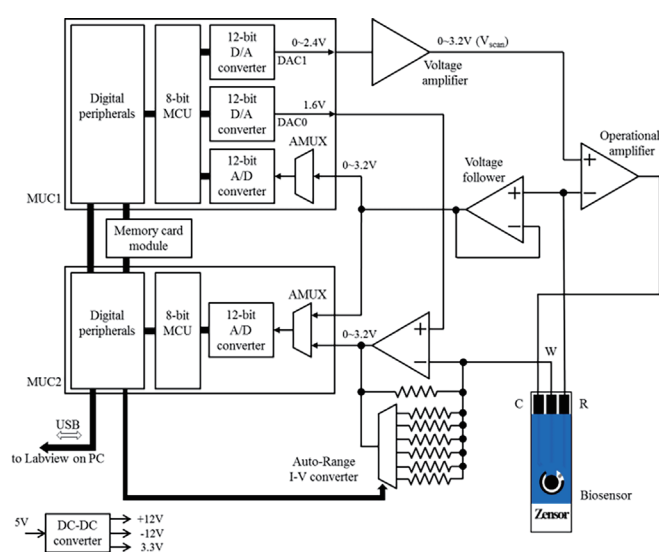 Digital
peripherals
8-bit
MCU
12-bit
D/A
converter
0~2.4V
DAC1
Voltage
amplifier
0~3.2V (Vscan)
12-bit
D/A
converter
1.6V
DAC0
12-bit
A/D
converter
AMUX
0~3.2V
Voltage
follower
+
−
Operational
amplifier
+
−
MUC1
Memory card
module
Digital
peripherals
8-bit
MCU
12-bit
A/D
converter
AMUX
0~3.2V
+
−
MUC2
USB
to Labview on PC
Auto-Range
I-V converter
C
W
R
Biosensor
Zensor
5V
DC-DC
converter
+12V
-12V
3.3V